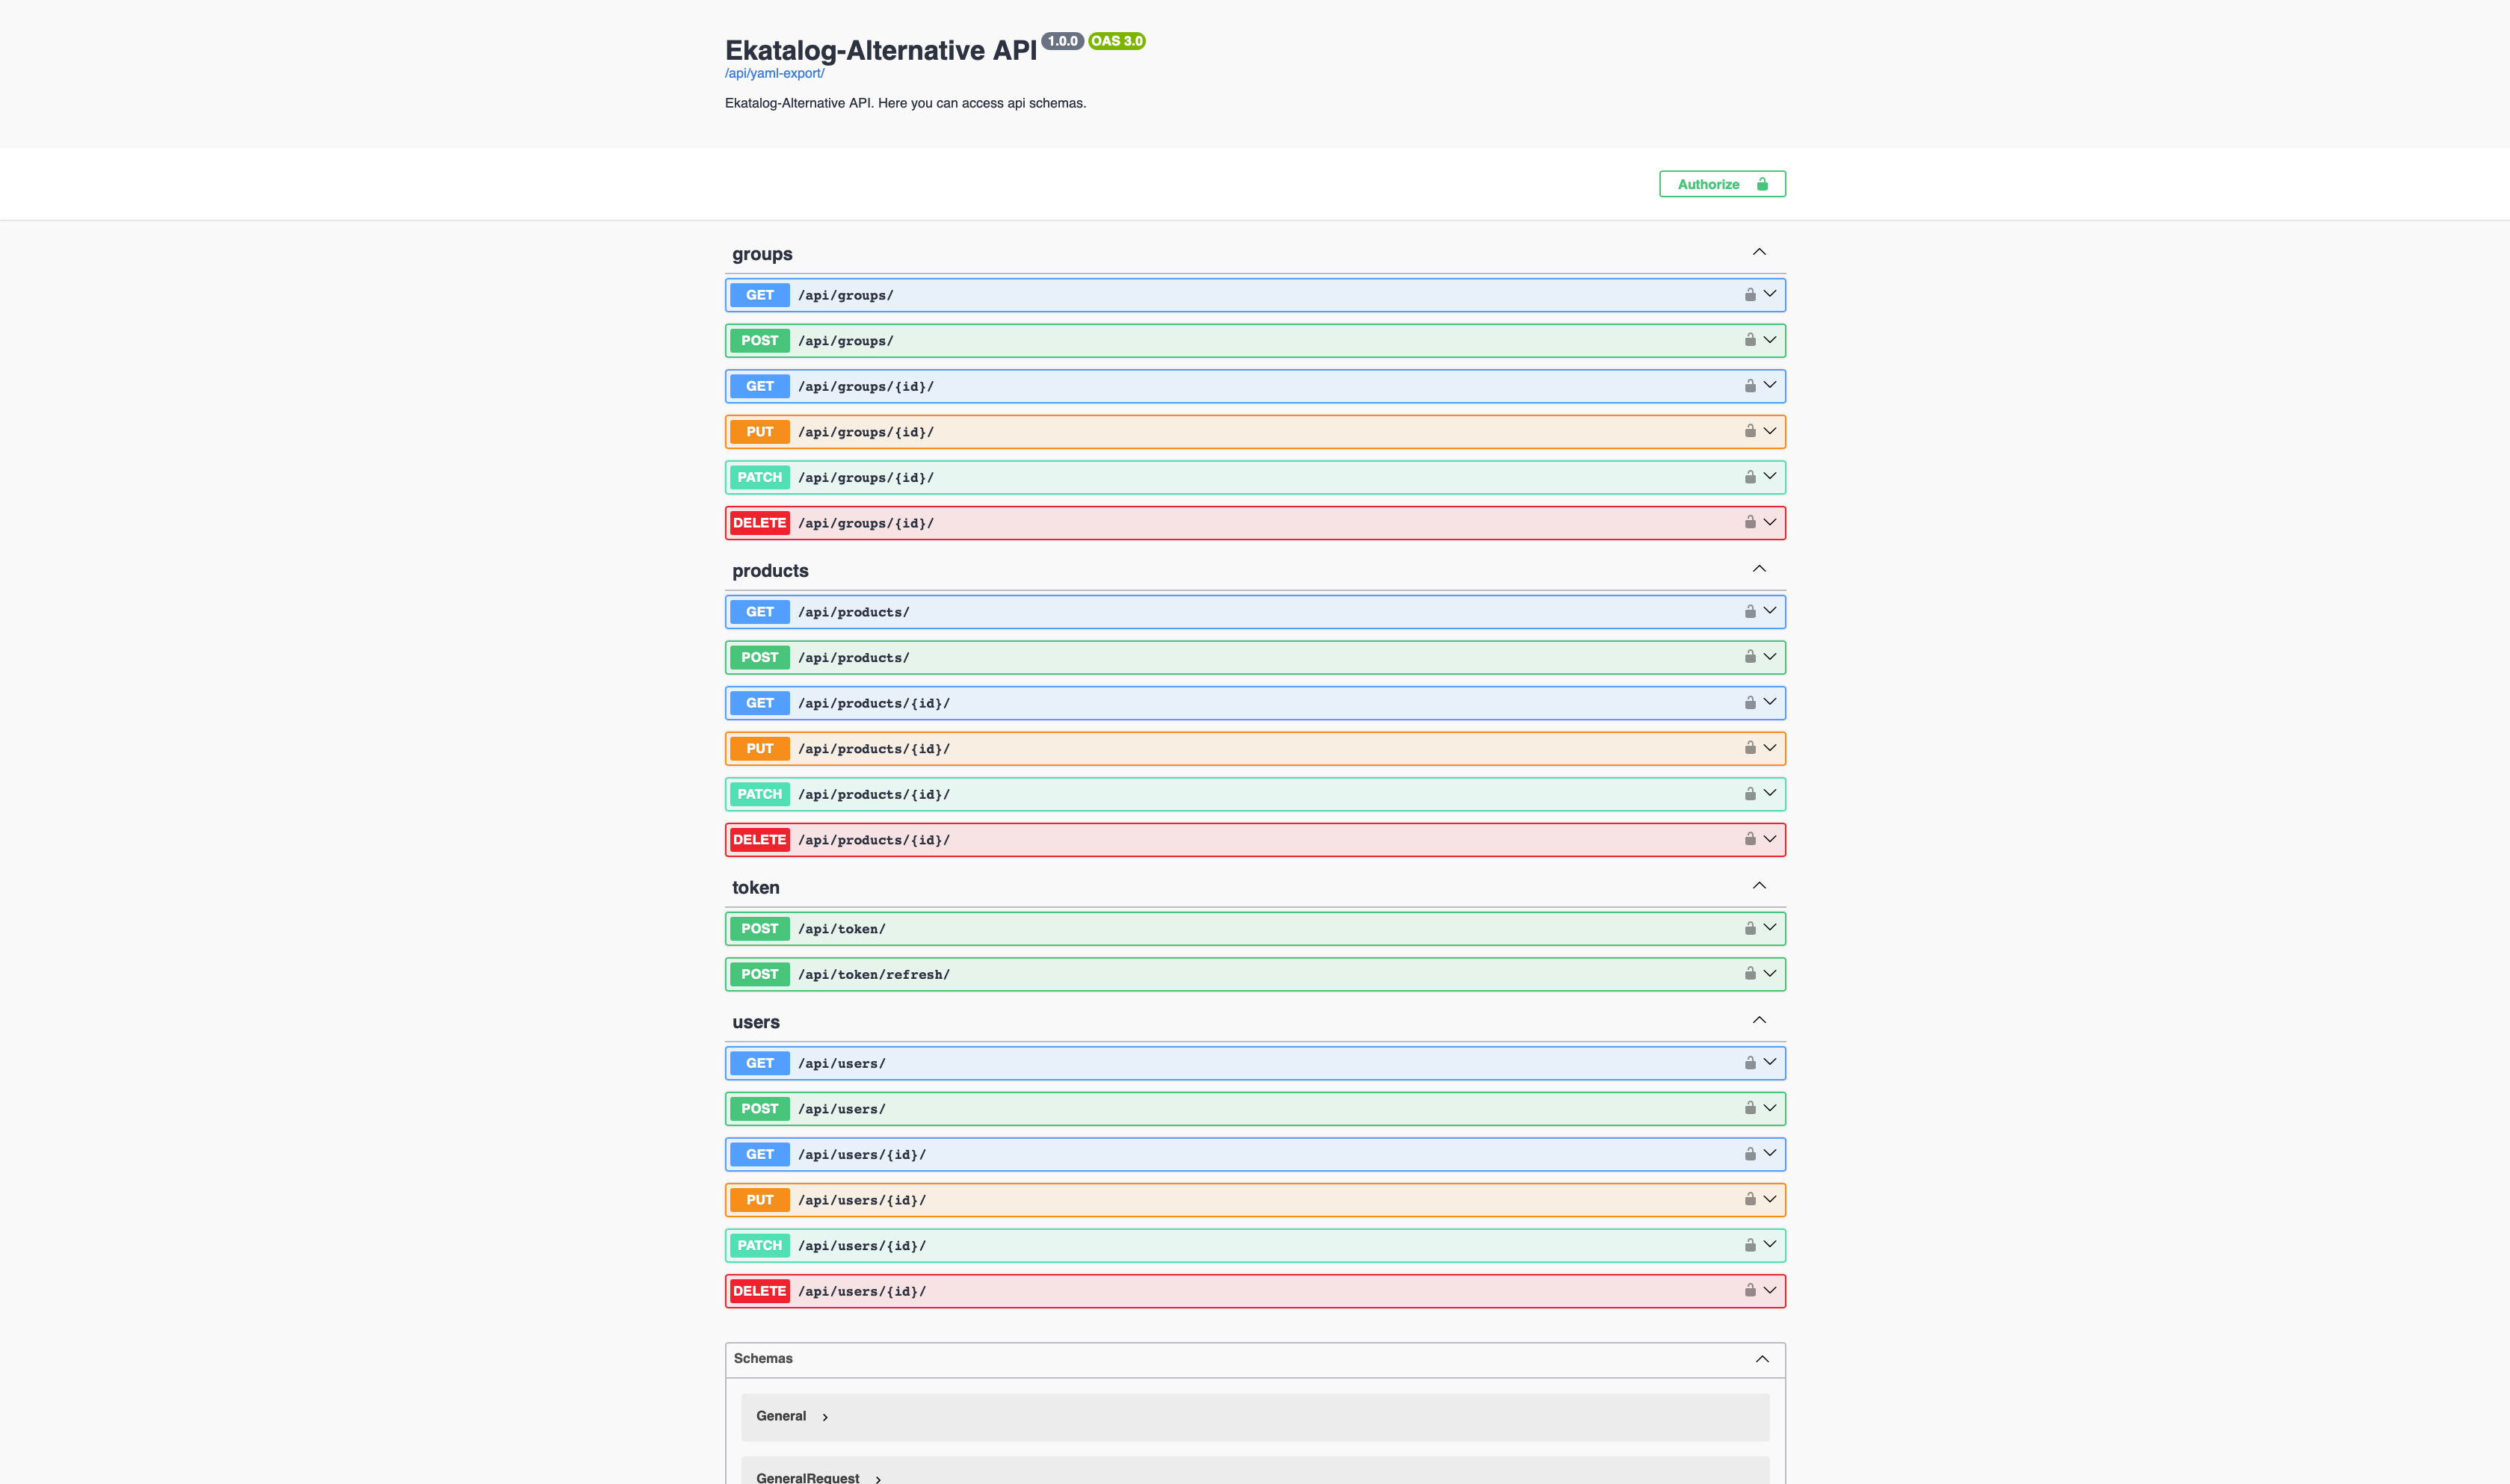 Ekatalog-Alternative API 1.0.0 OAS 3.0
/api/yaml-export/
Ekatalog-Alternative API. Here you can access api schemas.
Authorize
groups
GET /api/groups/
POST /api/groups/
GET /api/groups/{id}/
PUT /api/groups/{id}/
PATCH /api/groups/{id}/
DELETE /api/groups/{id}/
products
GET /api/products/
POST /api/products/
GET /api/products/{id}/
PUT /api/products/{id}/
PATCH /api/products/{id}/
DELETE /api/products/{id}/
token
POST /api/token/
POST /api/token/refresh/
users
GET /api/users/
POST /api/users/
GET /api/users/{id}/
PUT /api/users/{id}/
PATCH /api/users/{id}/
DELETE /api/users/{id}/
Schemas
General
GeneralRequest